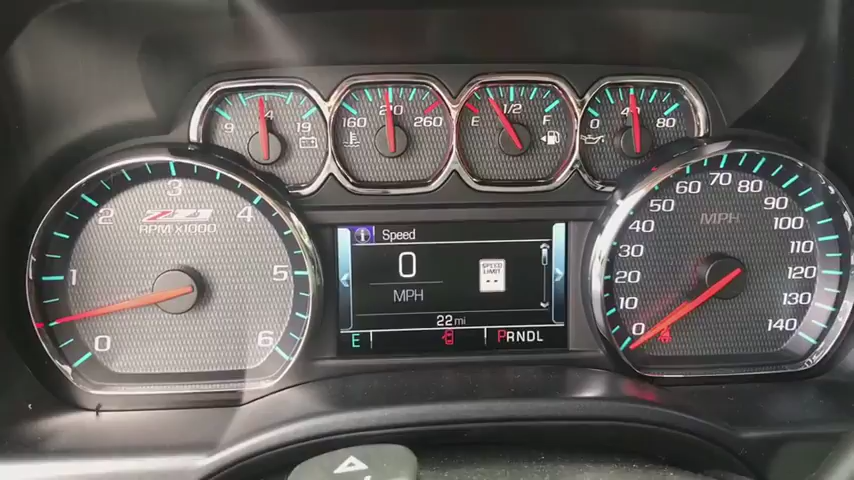 9 14 19
160 210 260
E 1/2 F
0 40 80
0 1 2 3 4 5 6
Z71
RPM X1000
Speed
0
MPH
SPEED
LIMIT
--
22 mi
E
PRNDL
MPH
0 10 20 30 40 50 60 70 80 90 100 110 120 130 140